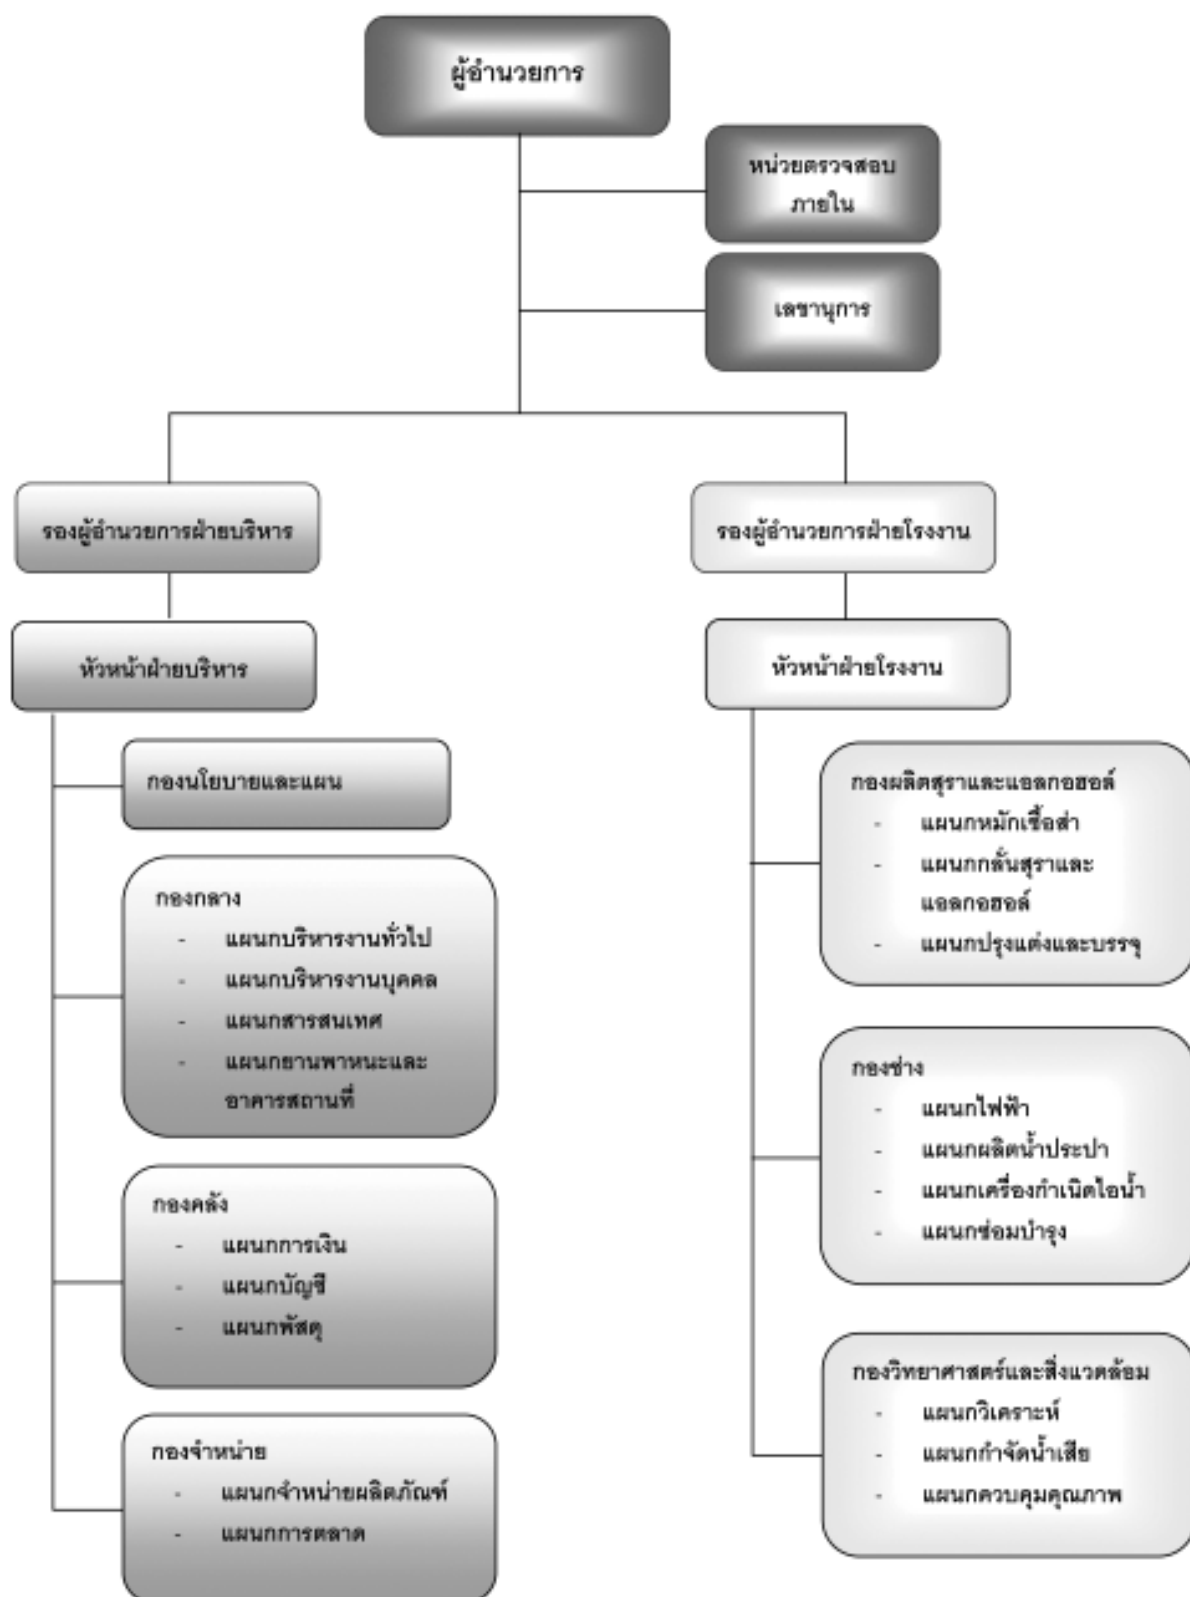 ผู้อำนวยการ
หน่วยตรวจสอบ
ภายใน
เลขานุการ
รองผู้อำนวยการฝ่ายบริหาร
หัวหน้าฝ่ายบริหาร
กองนโยบายและแผน
กองกลาง
- แผนกบริหารงานทั่วไป
- แผนกบริหารงานบุคคล
- แผนกสารสนเทศ
- แผนกยานพาหนะและ
อาคารสถานที่
กองคลัง
- แผนกการเงิน
- แผนกบัญชี
- แผนกพัสดุ
กองจำหน่าย
- แผนกจำหน่ายผลิตภัณฑ์
- แผนกการตลาด
รองผู้อำนวยการฝ่ายโรงงาน
หัวหน้าฝ่ายโรงงาน
กองผลิตสุราและแอลกอฮอล์
- แผนกหมักเชื้อส่า
- แผนกกลั่นสุราและ
แอลกอฮอล์
- แผนกปรุงแต่งและบรรจุ
กองช่าง
- แผนกไฟฟ้า
- แผนกผลิตน้ำประปา
- แผนกเครื่องกำเนิดไอน้ำ
- แผนกซ่อมบำรุง
กองวิทยาศาสตร์และสิ่งแวดล้อม
- แผนกวิเคราะห์
- แผนกกำจัดน้ำเสีย
- แผนกควบคุมคุณภาพ